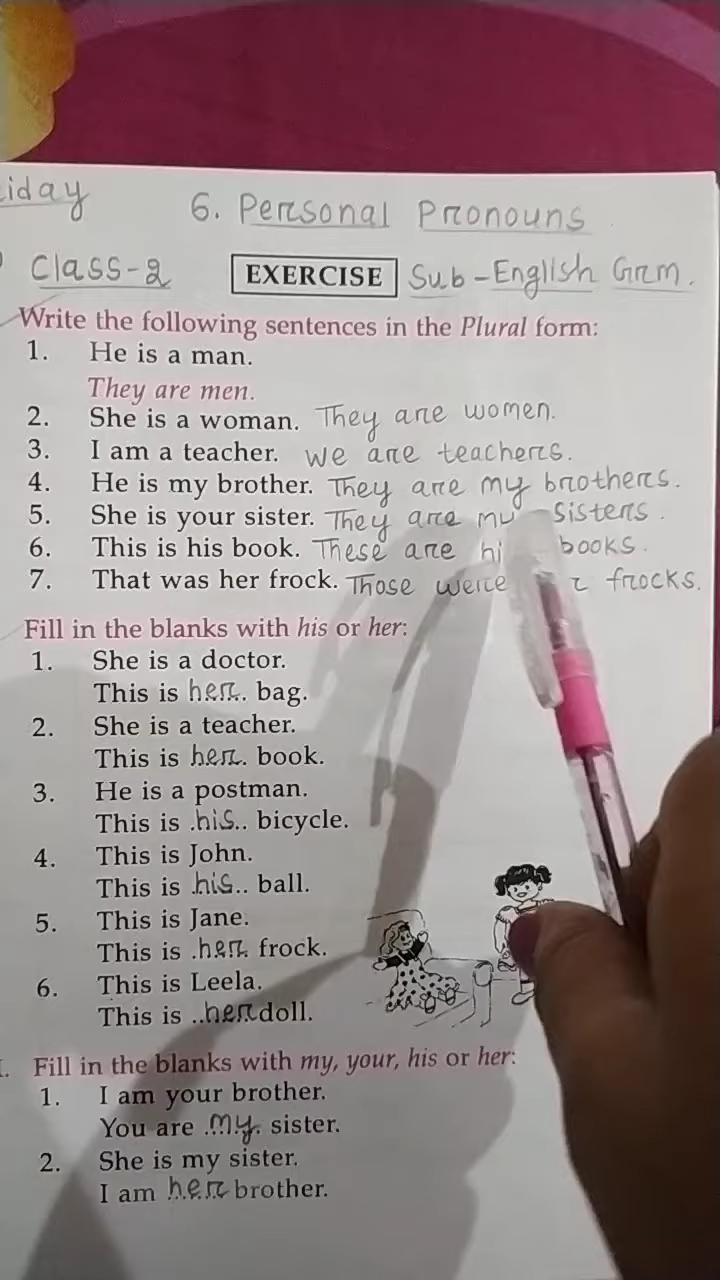 6. Personal Pronouns
Class-2 EXERCISE Sub-English Grm.
Write the following sentences in the Plural form:
1. He is a man.
They are men.
2. She is a woman. They are women.
3. I am a teacher. We are teachers.
4. He is my brother. They are my brothers.
5. She is your sister. They are my sisters.
6. This is his book. These are books.
7. That was her frock. Those were frocks.
Fill in the blanks with his or her:
1. She is a doctor.
This is her. bag.
2. She is a teacher.
This is her. book.
3. He is a postman.
This is .his.. bicycle.
4. This is John.
This is .his.. ball.
5. This is Jane.
This is .her. frock.
6. This is Leela.
This is ..her. doll.
Fill in the blanks with my, your, his or her:
1. I am your brother.
You are .my. sister.
2. She is my sister.
I am her brother.